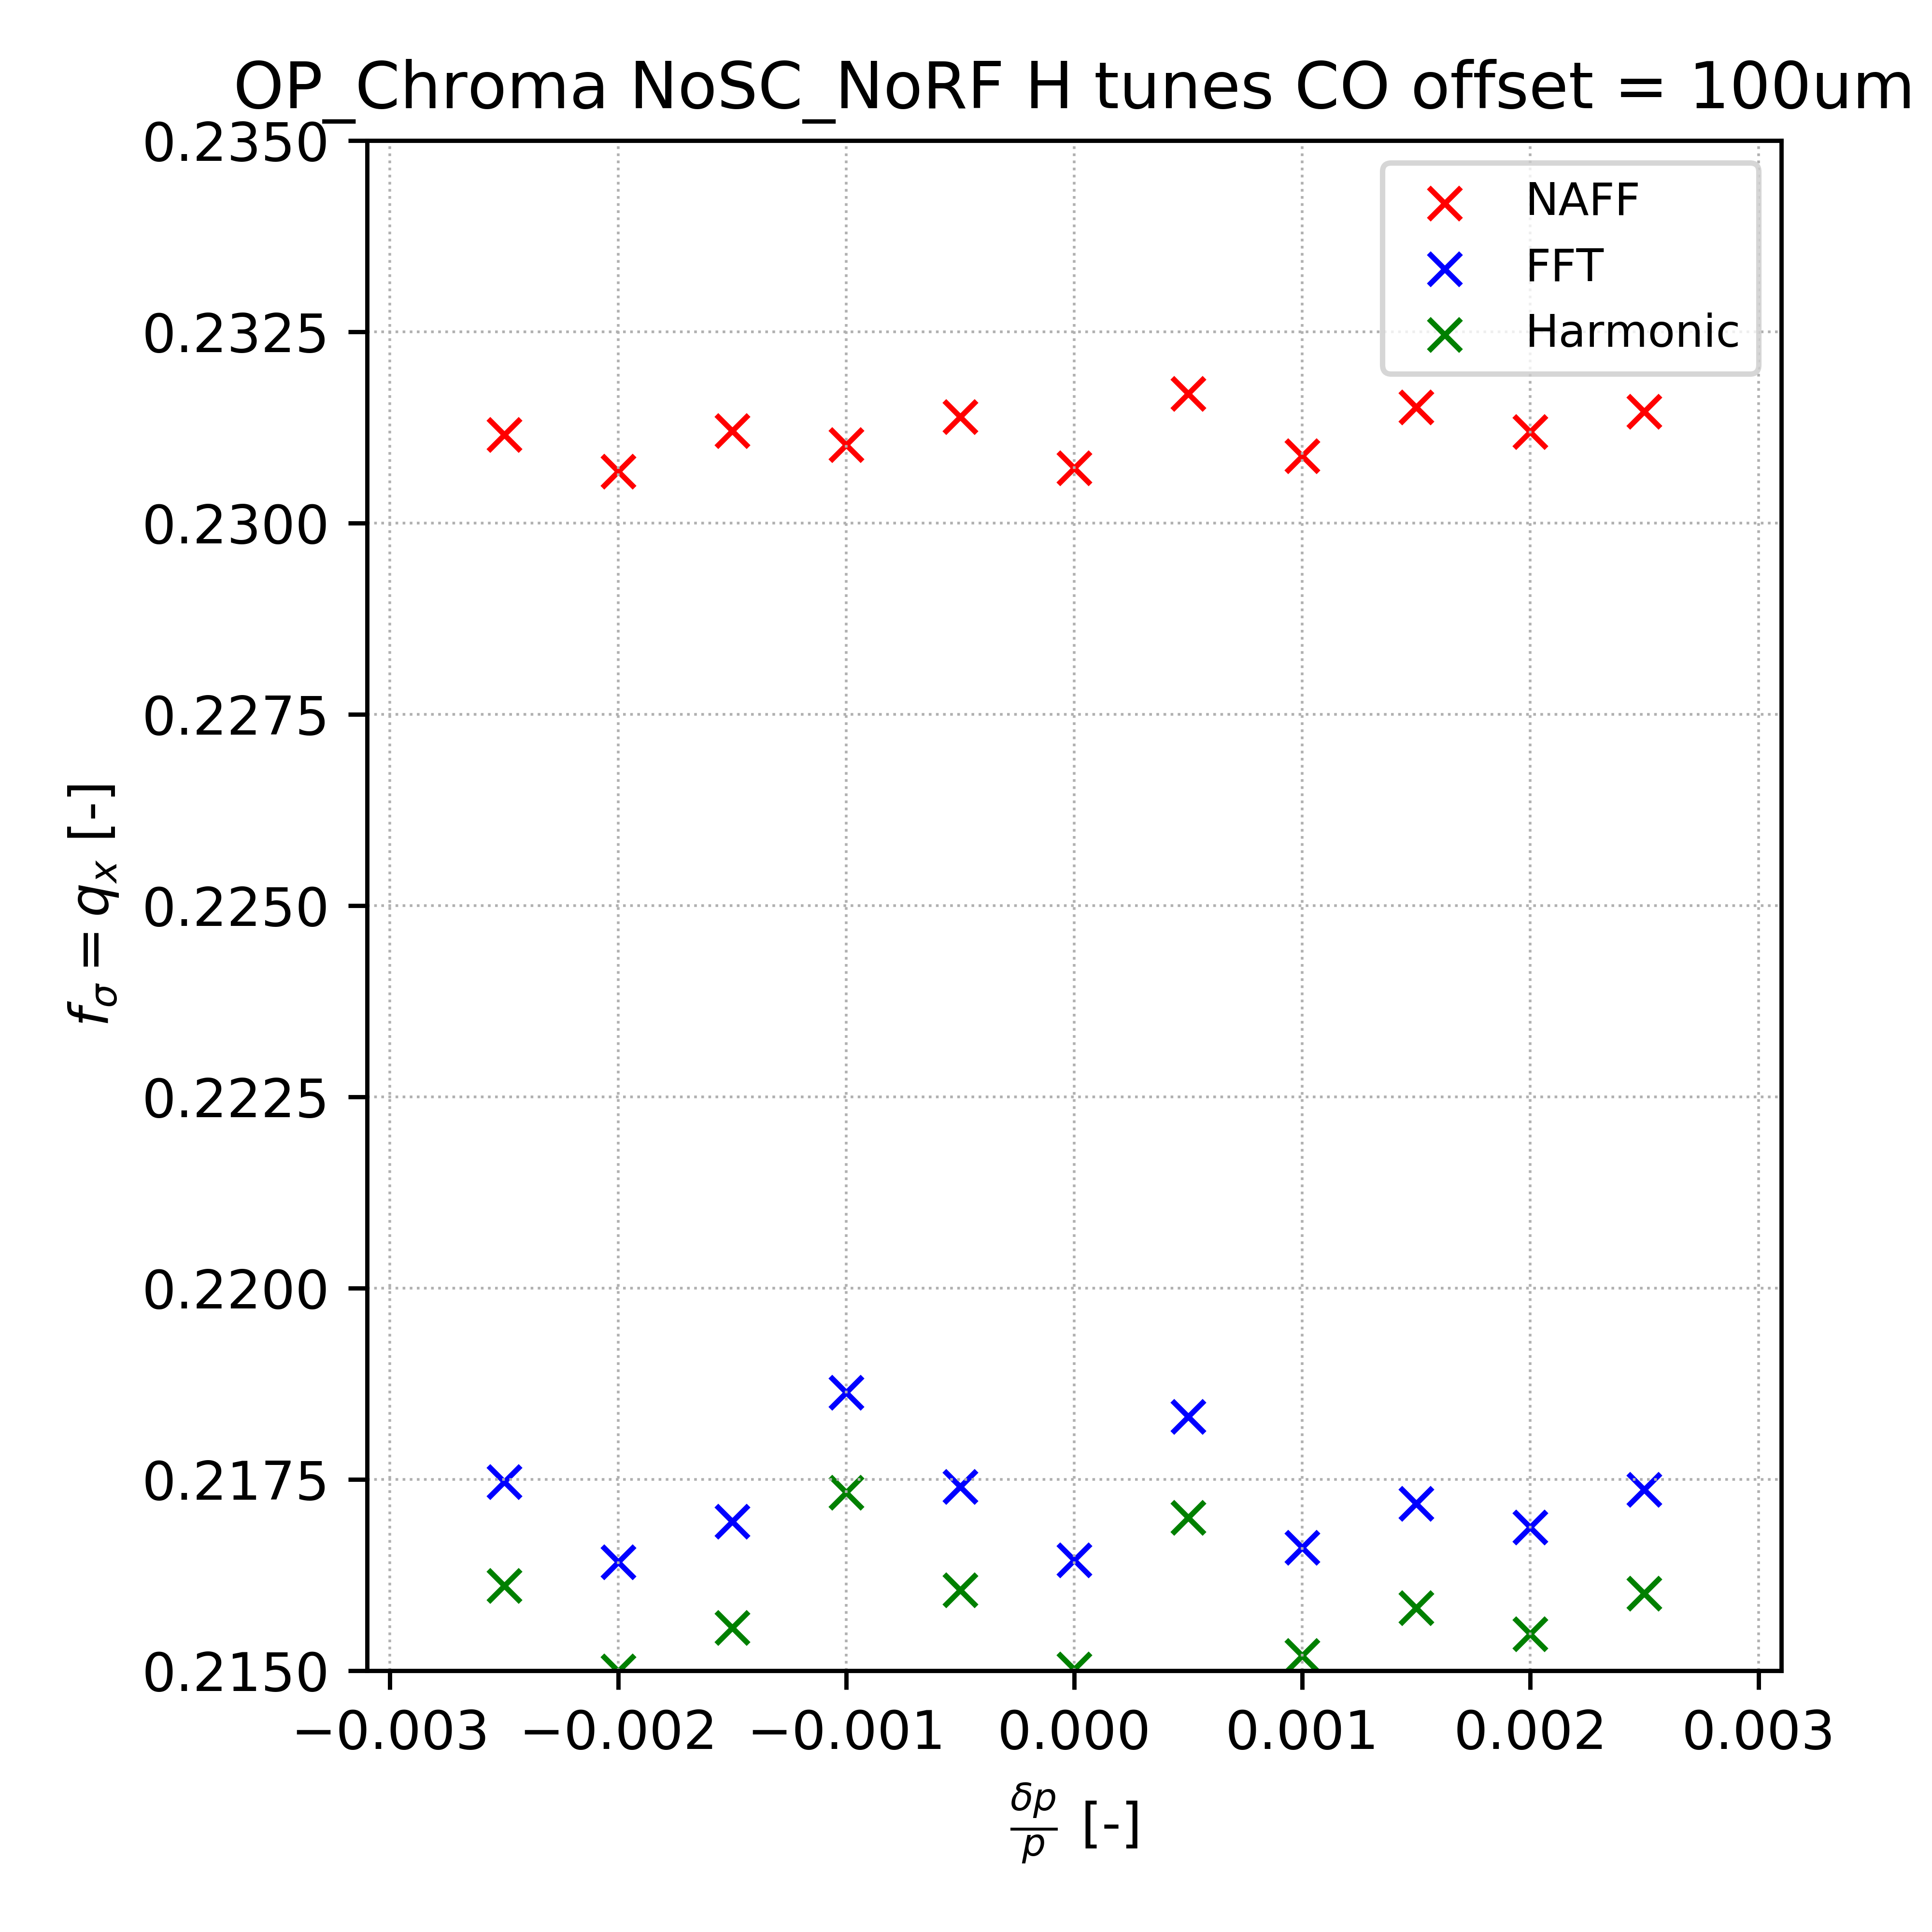 OP_Chroma NoSC_NoRF H tunes CO offset = 100um
0.2350
0.2325
0.2300
0.2275
0.2250
0.2225
0.2200
0.2175
0.2150
f_σ = q_x [-]
NAFF
FFT
Harmonic
−0.003 −0.002 −0.001 0.000 0.001 0.002 0.003
δp/p [-]